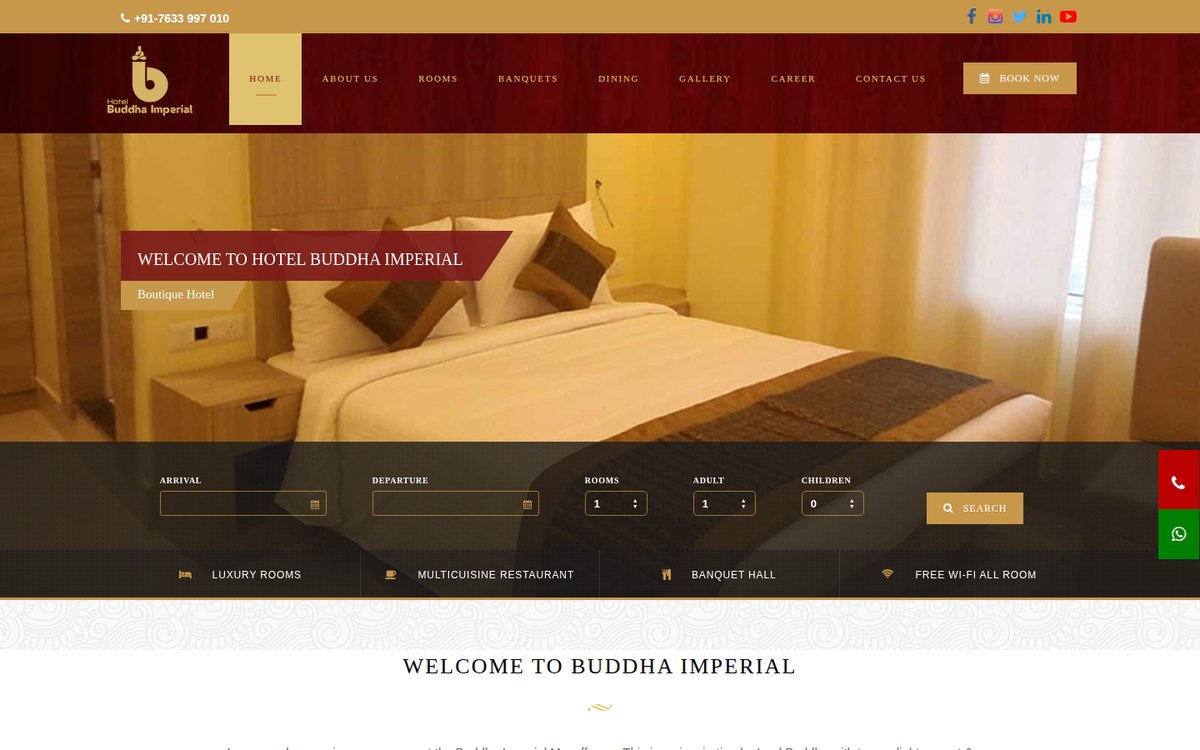 +91-7633 997 010
Hotel
Buddha Imperial
HOME
ABOUT US
ROOMS
BANQUETS
DINING
GALLERY
CAREER
CONTACT US
BOOK NOW
WELCOME TO HOTEL BUDDHA IMPERIAL
Boutique Hotel
ARRIVAL
DEPARTURE
ROOMS
ADULT
CHILDREN
1
1
0
SEARCH
LUXURY ROOMS
MULTICUISINE RESTAURANT
BANQUET HALL
FREE WI-FI ALL ROOM
WELCOME TO BUDDHA IMPERIAL